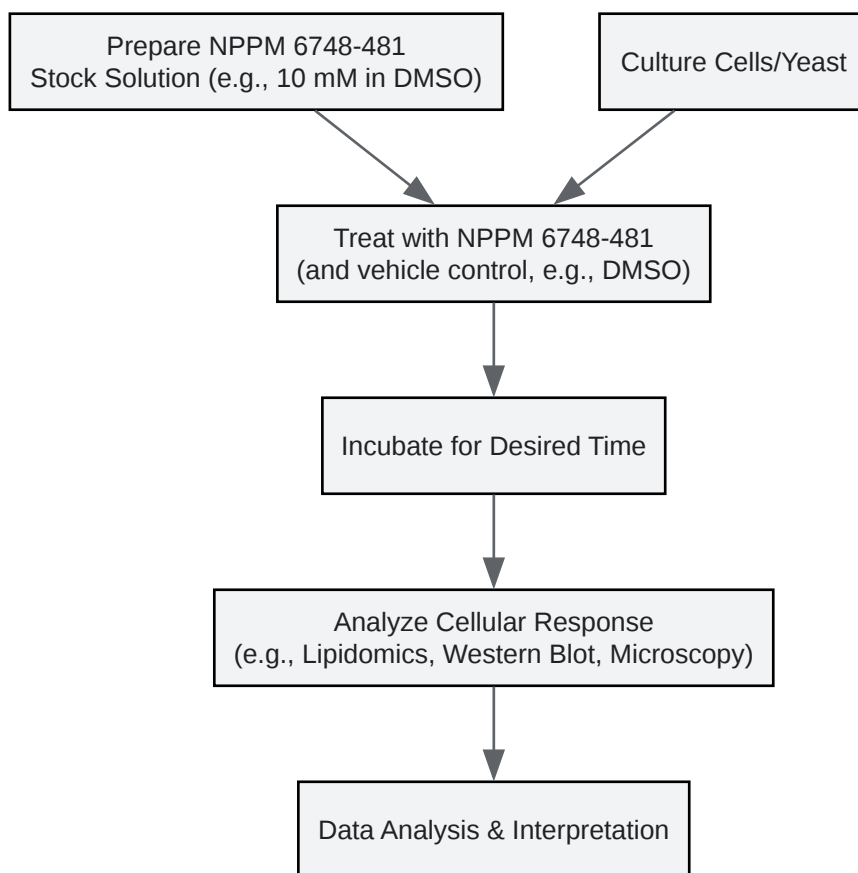 Prepare NPPM 6748-481
Stock Solution (e.g., 10 mM in DMSO)
Culture Cells/Yeast
Treat with NPPM 6748-481
(and vehicle control, e.g., DMSO)
Incubate for Desired Time
Analyze Cellular Response
(e.g., Lipidomics, Western Blot, Microscopy)
Data Analysis & Interpretation